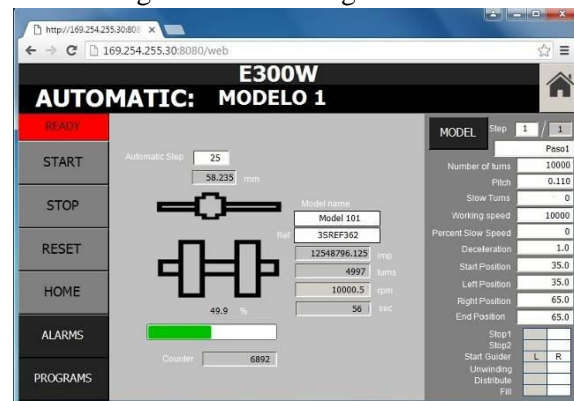 http://169.254.255.30:808
169.254.255.30:8080/web
E300W
AUTOMATIC: MODELO 1
READY
START
STOP
RESET
HOME
ALARMS
PROGRAMS
Automatic Step 25
58.235 mm
Model name
Model 101
Ref 3SREF362
12548796.125 imp
4997 turns
10000.5 rpm
56 sec
49.9 %
Counter 6892
MODEL Step 1 / 1
Paso1
Number of turns 10000
Pitch 0.110
Slow Turns 0
Working speed 10000
Percent Slow Speed 0
Deceleration 1.0
Start Position 35.0
Left Position 35.0
Right Position 65.0
End Position 65.0
Stop1
Stop2
Start Guider L R
Unwinding
Distribute
Fill